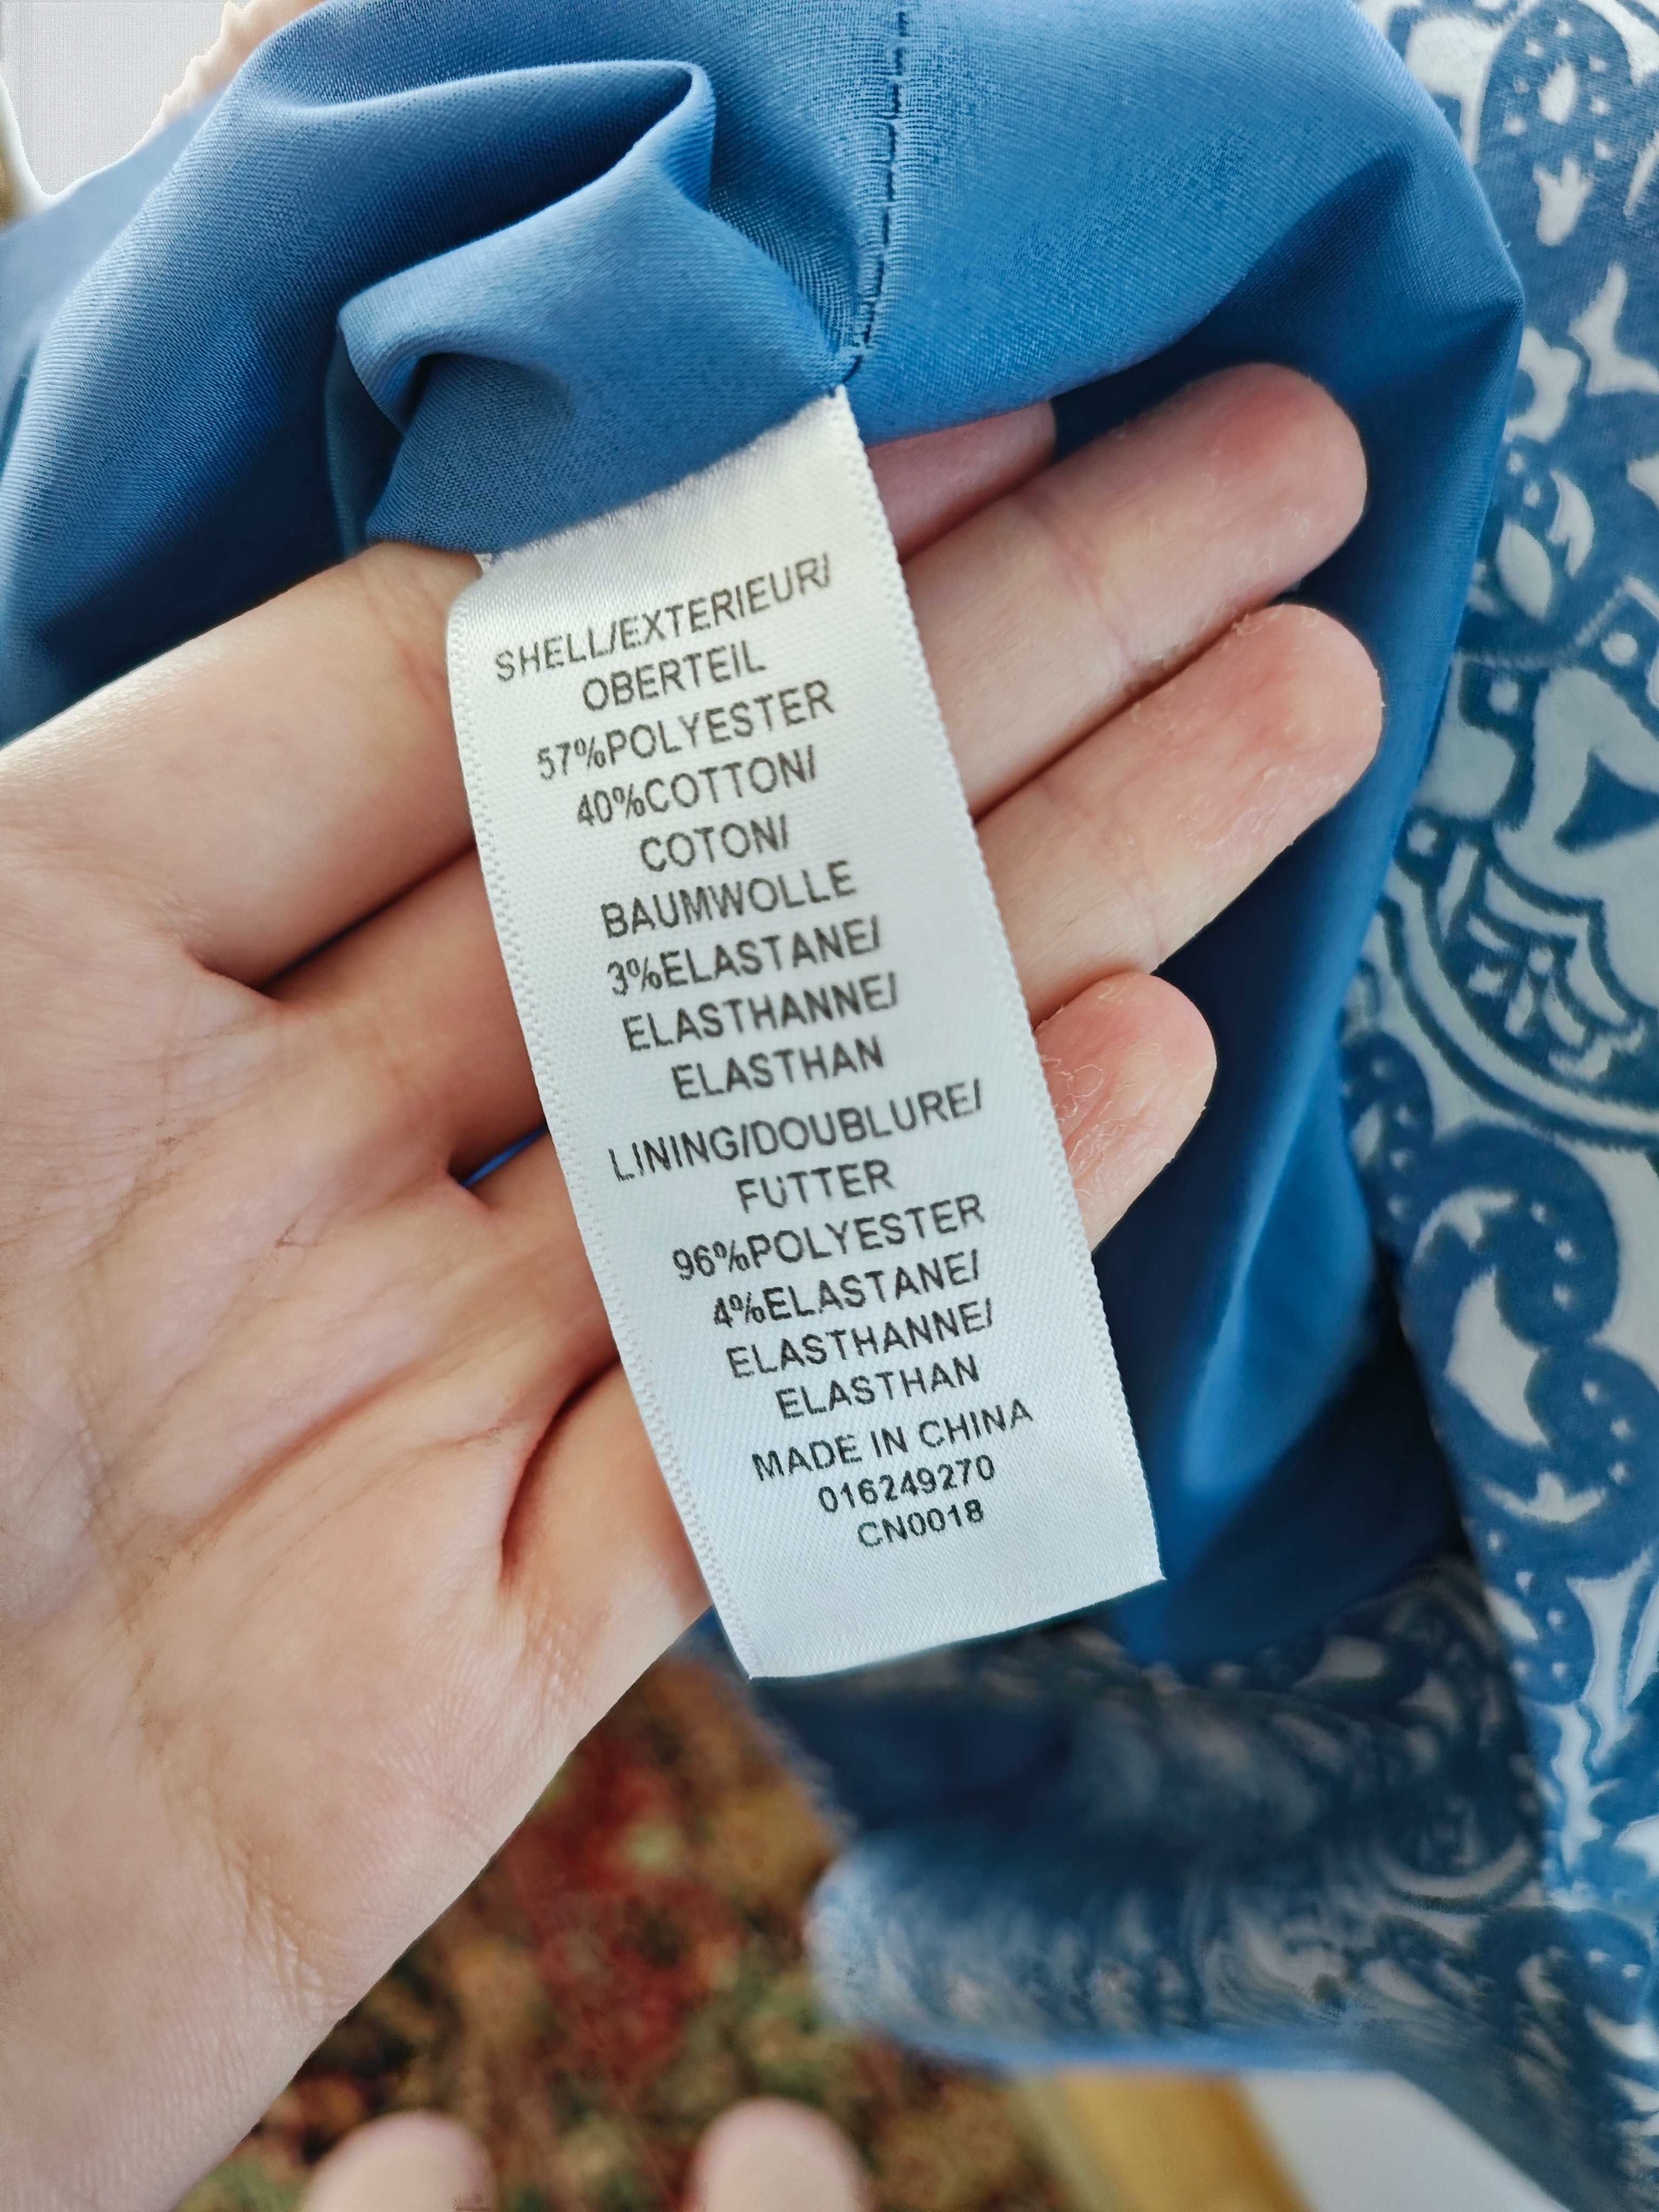 SHELL/EXTERIEUR/
OBERTEIL
57%POLYESTER
40%COTTON/
COTON/
BAUMWOLLE
3%ELASTANE/
ELASTHANNE/
ELASTHAN
LINING/DOUBLURE/
FÜTTER
96%POLYESTER
4%ELASTANE/
ELASTHANNE/
ELASTHAN
MADE IN CHINA
016249270
CN0018